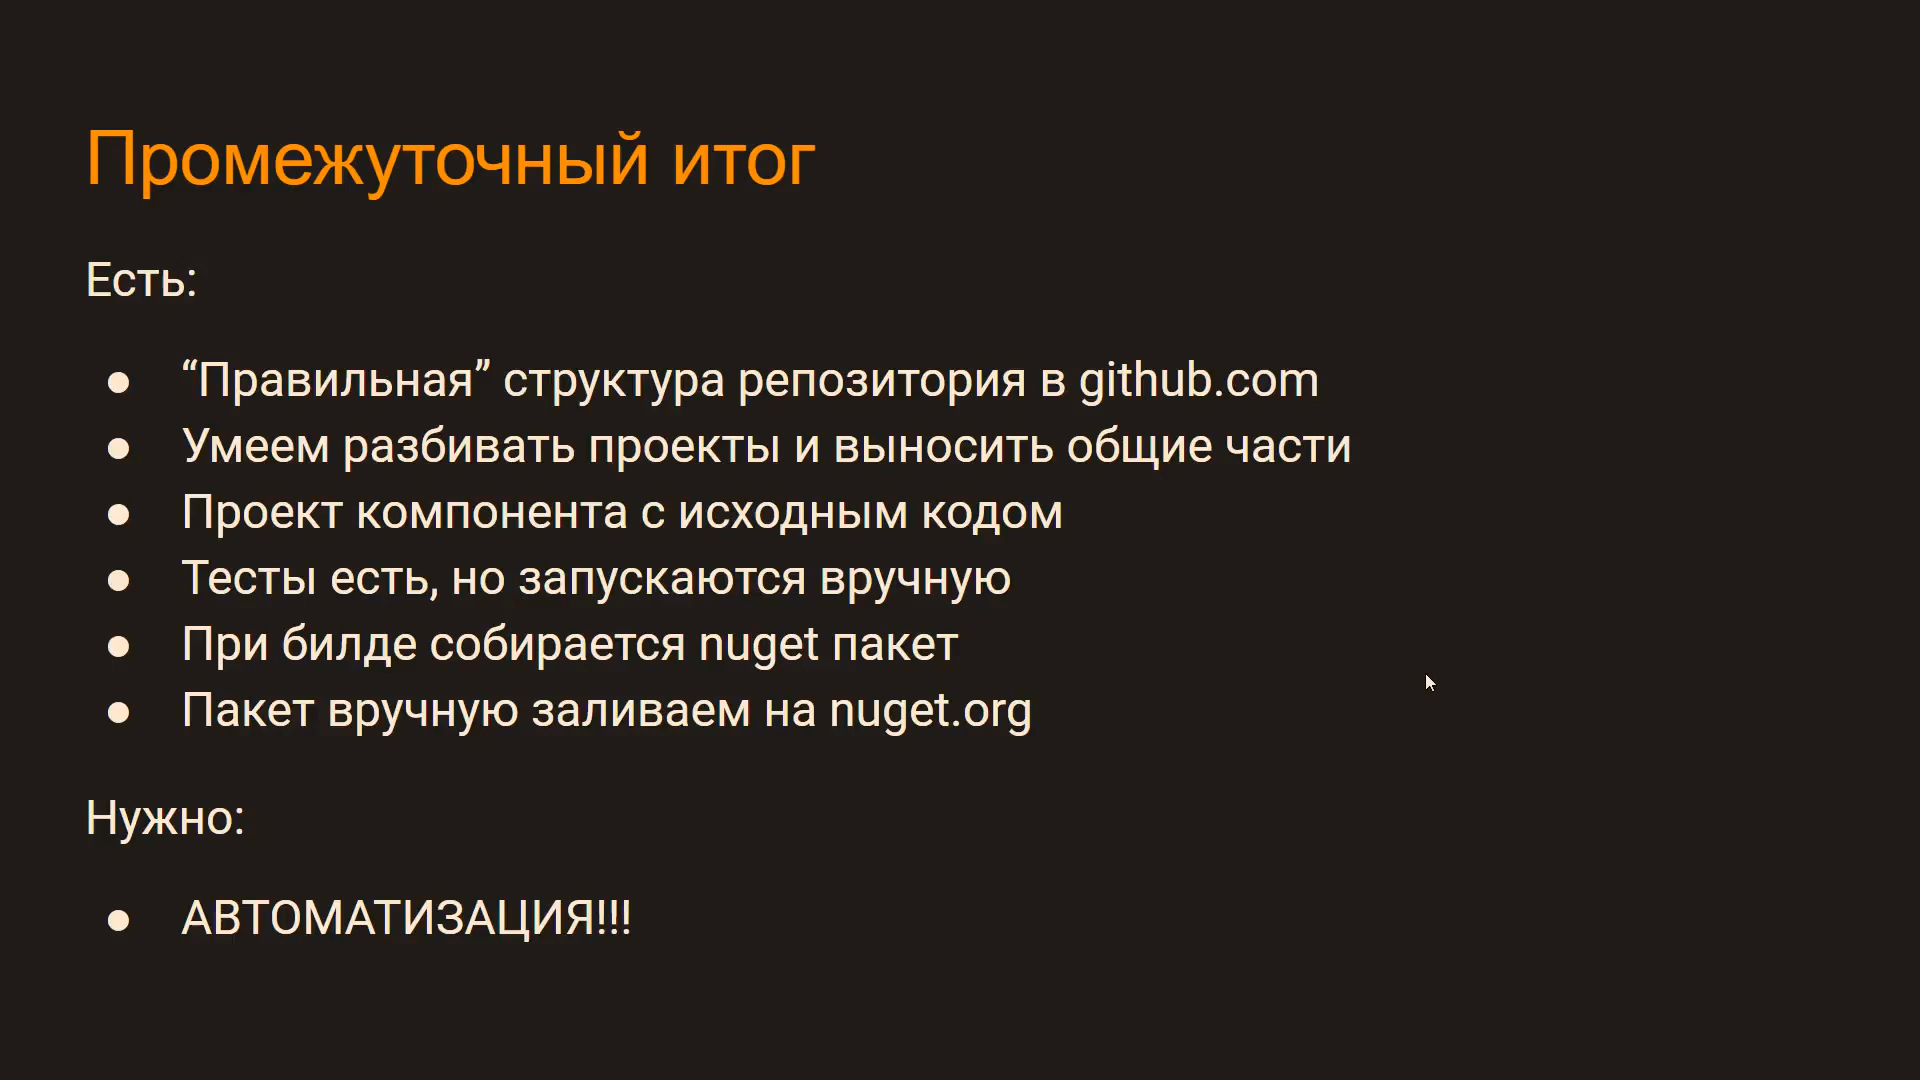 Промежуточный итог
Есть:
● “Правильная” структура репозитория в github.com
● Умеем разбивать проекты и выносить общие части
● Проект компонента с исходным кодом
● Тесты есть, но запускаются вручную
● При билде собирается nuget пакет
● Пакет вручную заливаем на nuget.org
Нужно:
● АВТОМАТИЗАЦИЯ!!!